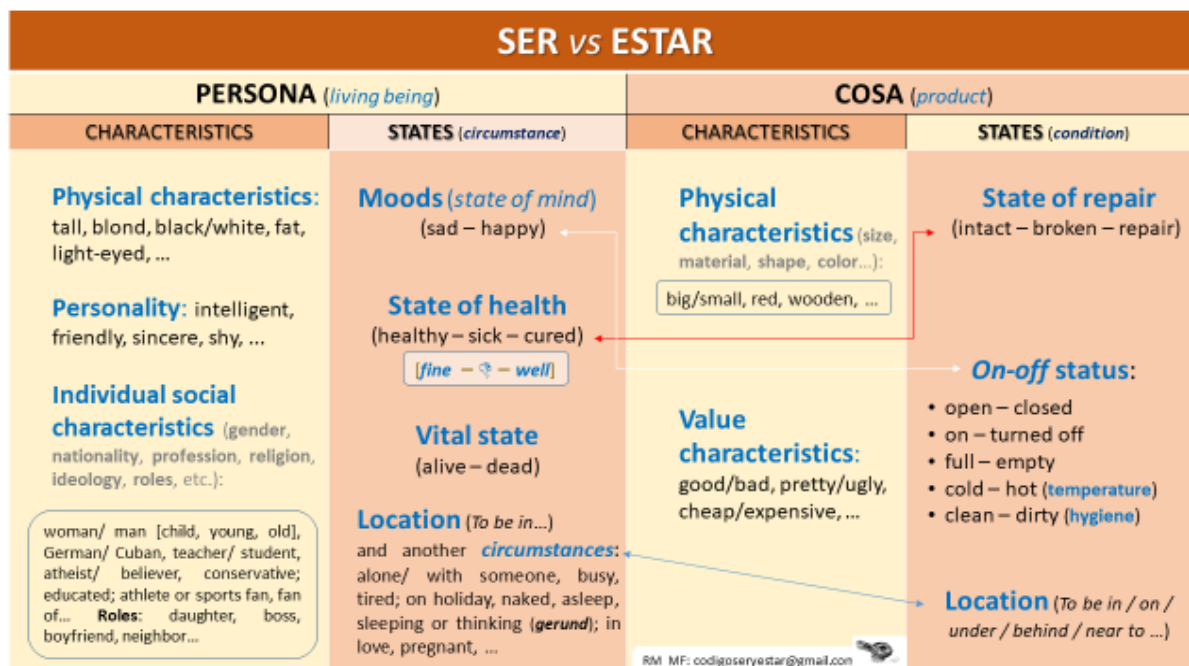 SER vs ESTAR
PERSONA (living being)
COSA (product)
CHARACTERISTICS
STATES (circumstance)
CHARACTERISTICS
STATES (condition)
Physical characteristics:
tall, blond, black/white, fat,
light-eyed, ...
Personality: intelligent,
friendly, sincere, shy, ...
Individual social
characteristics (gender,
nationality, profession, religion,
ideology, roles, etc.):
woman/ man [child, young, old],
German/ Cuban, teacher/ student,
atheist/ believer, conservative;
educated; athlete or sports fan, fan
of... Roles: daughter, boss,
boyfriend, neighbor...
Moods (state of mind)
(sad – happy)
State of health
(healthy – sick – cured)
[fine – – well]
Vital state
(alive – dead)
Location (To be in...)
and another circumstances:
alone/ with someone, busy,
tired; on holiday, naked, asleep,
sleeping or thinking (gerund); in
love, pregnant, ...
Physical
characteristics (size,
material, shape, color...):
big/small, red, wooden, ...
Value
characteristics:
good/bad, pretty/ugly,
cheap/expensive, ...
RM_MF: codigoseryestar@gmail.com
State of repair
(intact – broken – repair)
On-off status:
• open – closed
• on – turned off
• full – empty
• cold – hot (temperature)
• clean – dirty (hygiene)
Location (To be in / on /
under / behind / near to ...)